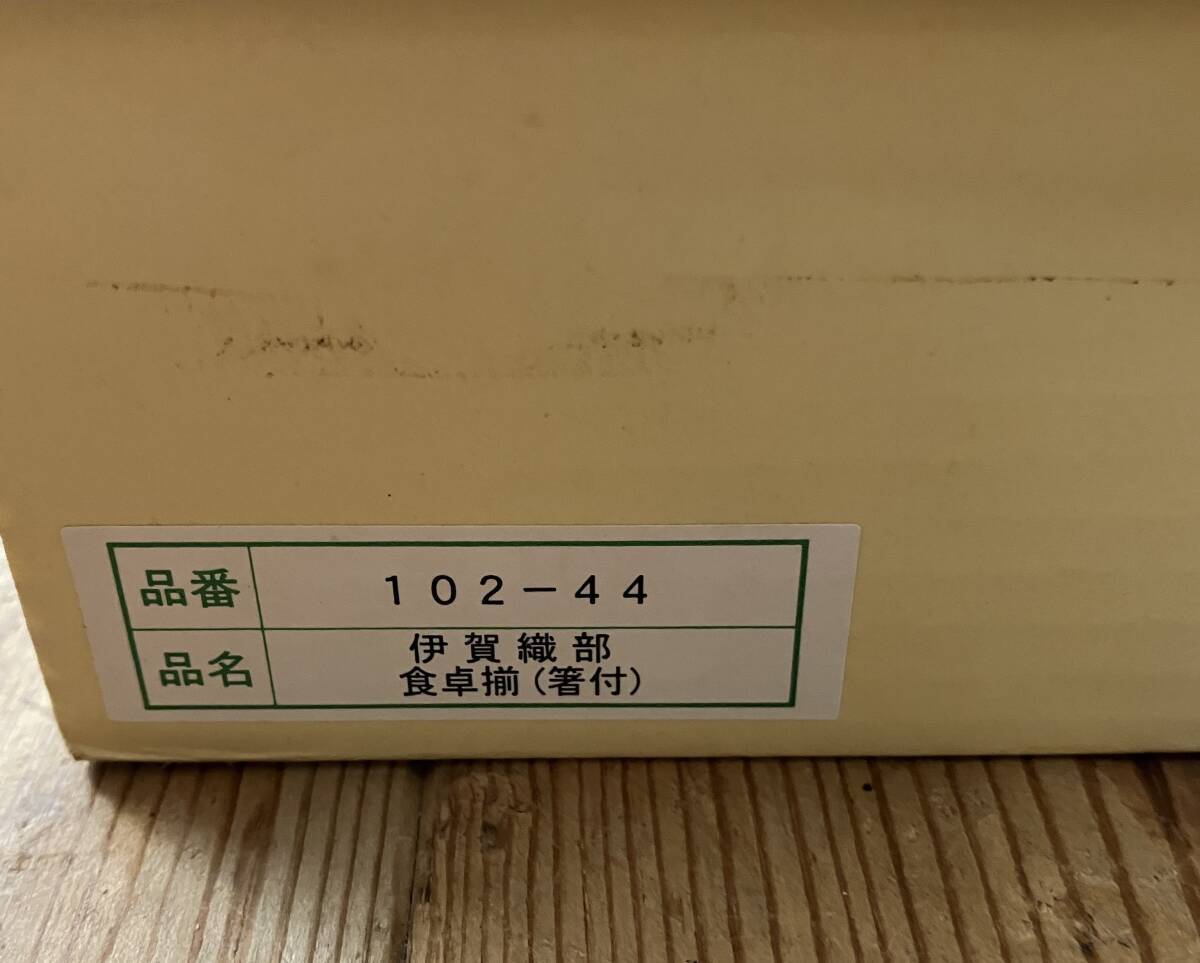 品番 １０２－４４
品名 伊賀織部
食卓揃(箸付)